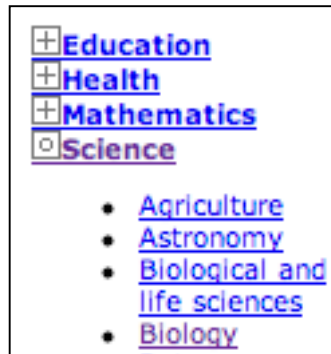 Education
Health
Mathematics
Science
Agriculture
Astronomy
Biological and
life sciences
Biology